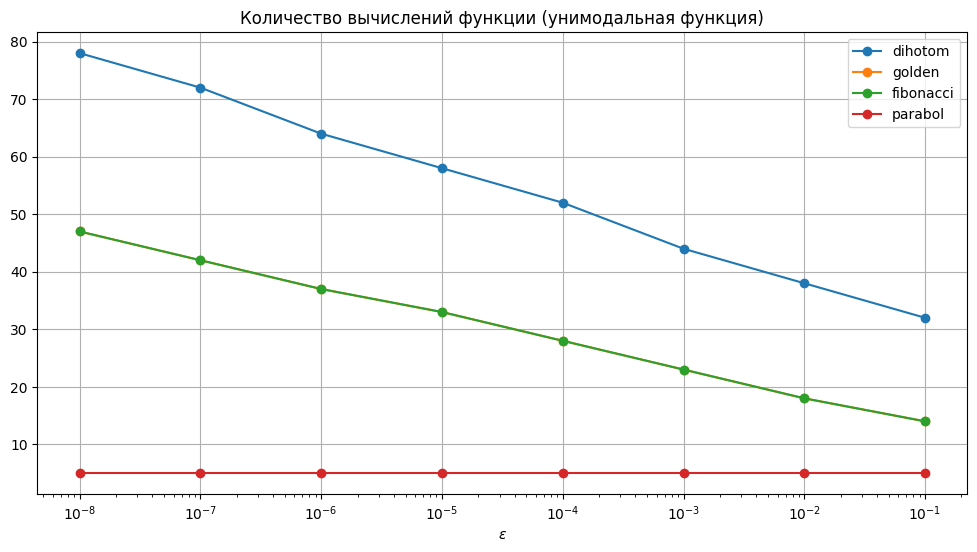 Количество вычислений функции (унимодальная функция)
80
70
60
50
40
30
20
10
dihotom
golden
fibonacci
parabol
10⁻⁸
10⁻⁷
10⁻⁶
10⁻⁵
10⁻⁴
10⁻³
10⁻²
10⁻¹
ε